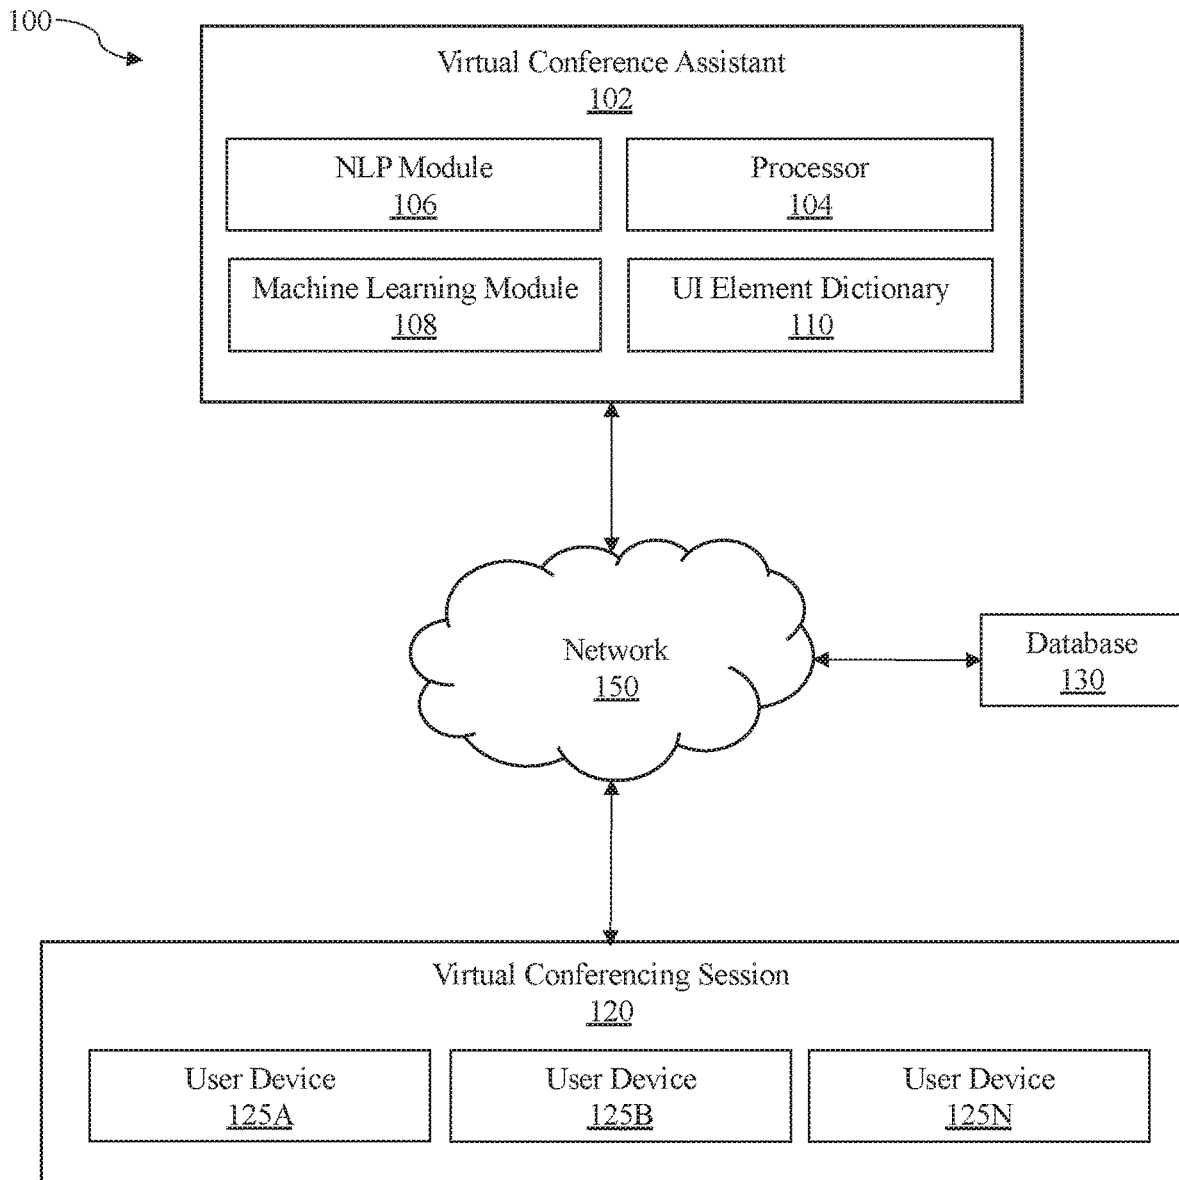 100
Virtual Conference Assistant
102
NLP Module
106
Processor
104
Machine Learning Module
108
UI Element Dictionary
110
Network
150
Database
130
Virtual Conferencing Session
120
User Device
125A
User Device
125B
User Device
125N